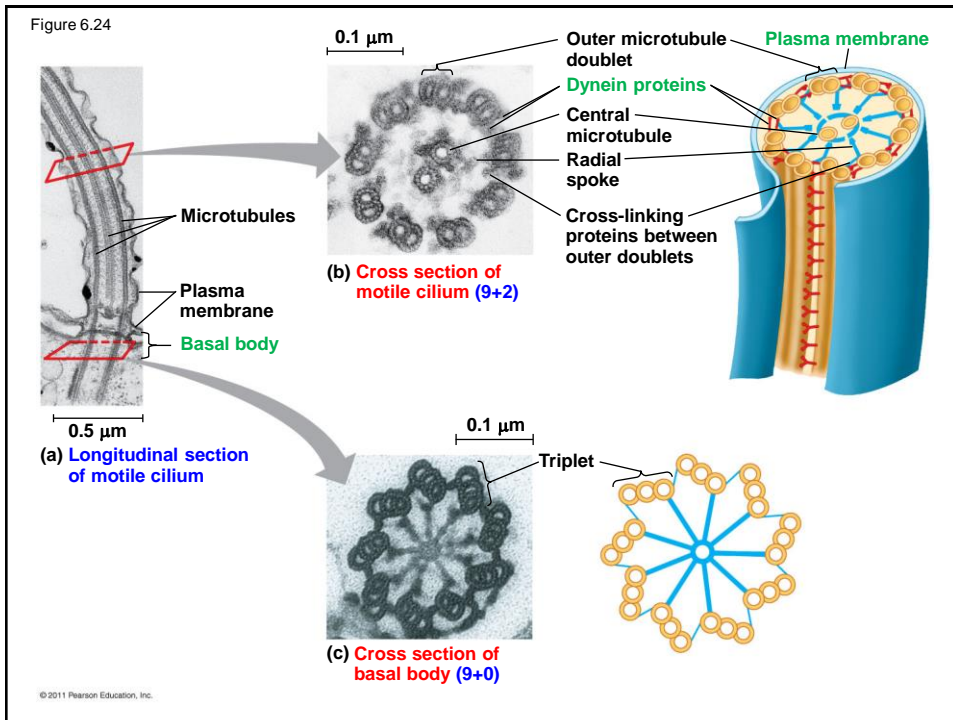 Figure 6.24
0.1 μm
Outer microtubule
doublet
Plasma membrane
Dynein proteins
Central
microtubule
Radial
spoke
Microtubules
Cross-linking
proteins between
outer doublets
(b) Cross section of
motile cilium (9+2)
Plasma
membrane
Basal body
0.5 μm
(a) Longitudinal section
of motile cilium
0.1 μm
Triplet
(c) Cross section of
basal body (9+0)
© 2011 Pearson Education, Inc.